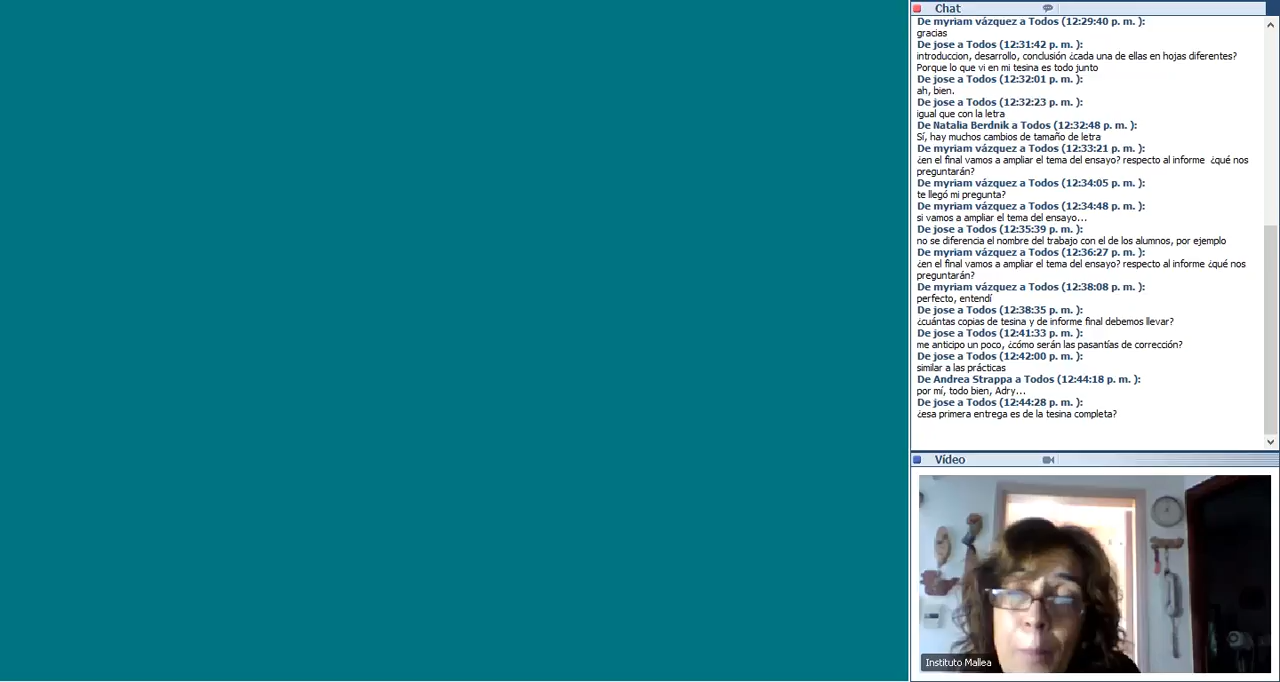 Chat
De myriam vázquez a Todos (12:29:40 p. m. ):
gracias
De jose a Todos (12:31:42 p. m. ):
introduccion, desarrollo, conclusión ¿cada una de ellas en hojas diferentes?
Porque lo que vi en mi tesina es todo junto
De jose a Todos (12:32:01 p. m. ):
ah, bien.
De jose a Todos (12:32:23 p. m. ):
igual que con la letra
De Natalia Berdnik a Todos (12:32:48 p. m. ):
Sí, hay muchos cambios de tamaño de letra
De myriam vázquez a Todos (12:33:21 p. m. ):
¿en el final vamos a ampliar el tema del ensayo? respecto al informe ¿qué nos
preguntarán?
De myriam vázquez a Todos (12:34:05 p. m. ):
te llegó mi pregunta?
De myriam vázquez a Todos (12:34:48 p. m. ):
si vamos a ampliar el tema del ensayo...
De jose a Todos (12:35:39 p. m. ):
no se diferencia el nombre del trabajo con el de los alumnos, por ejemplo
De myriam vázquez a Todos (12:36:27 p. m. ):
¿en el final vamos a ampliar el tema del ensayo? respecto al informe ¿qué nos
preguntarán?
De myriam vázquez a Todos (12:38:08 p. m. ):
perfecto, entendí
De jose a Todos (12:38:35 p. m. ):
¿cuántas copias de tesina y de informe final debemos llevar?
De jose a Todos (12:41:33 p. m. ):
me anticipo un poco, ¿cómo serán las pasantías de corrección?
De jose a Todos (12:42:00 p. m. ):
similar a las prácticas
De Andrea Strappa a Todos (12:44:18 p. m. ):
por mí, todo bien, Adry...
De jose a Todos (12:44:28 p. m. ):
¿esa primera entrega es de la tesina completa?
Vídeo
Instituto Mallea